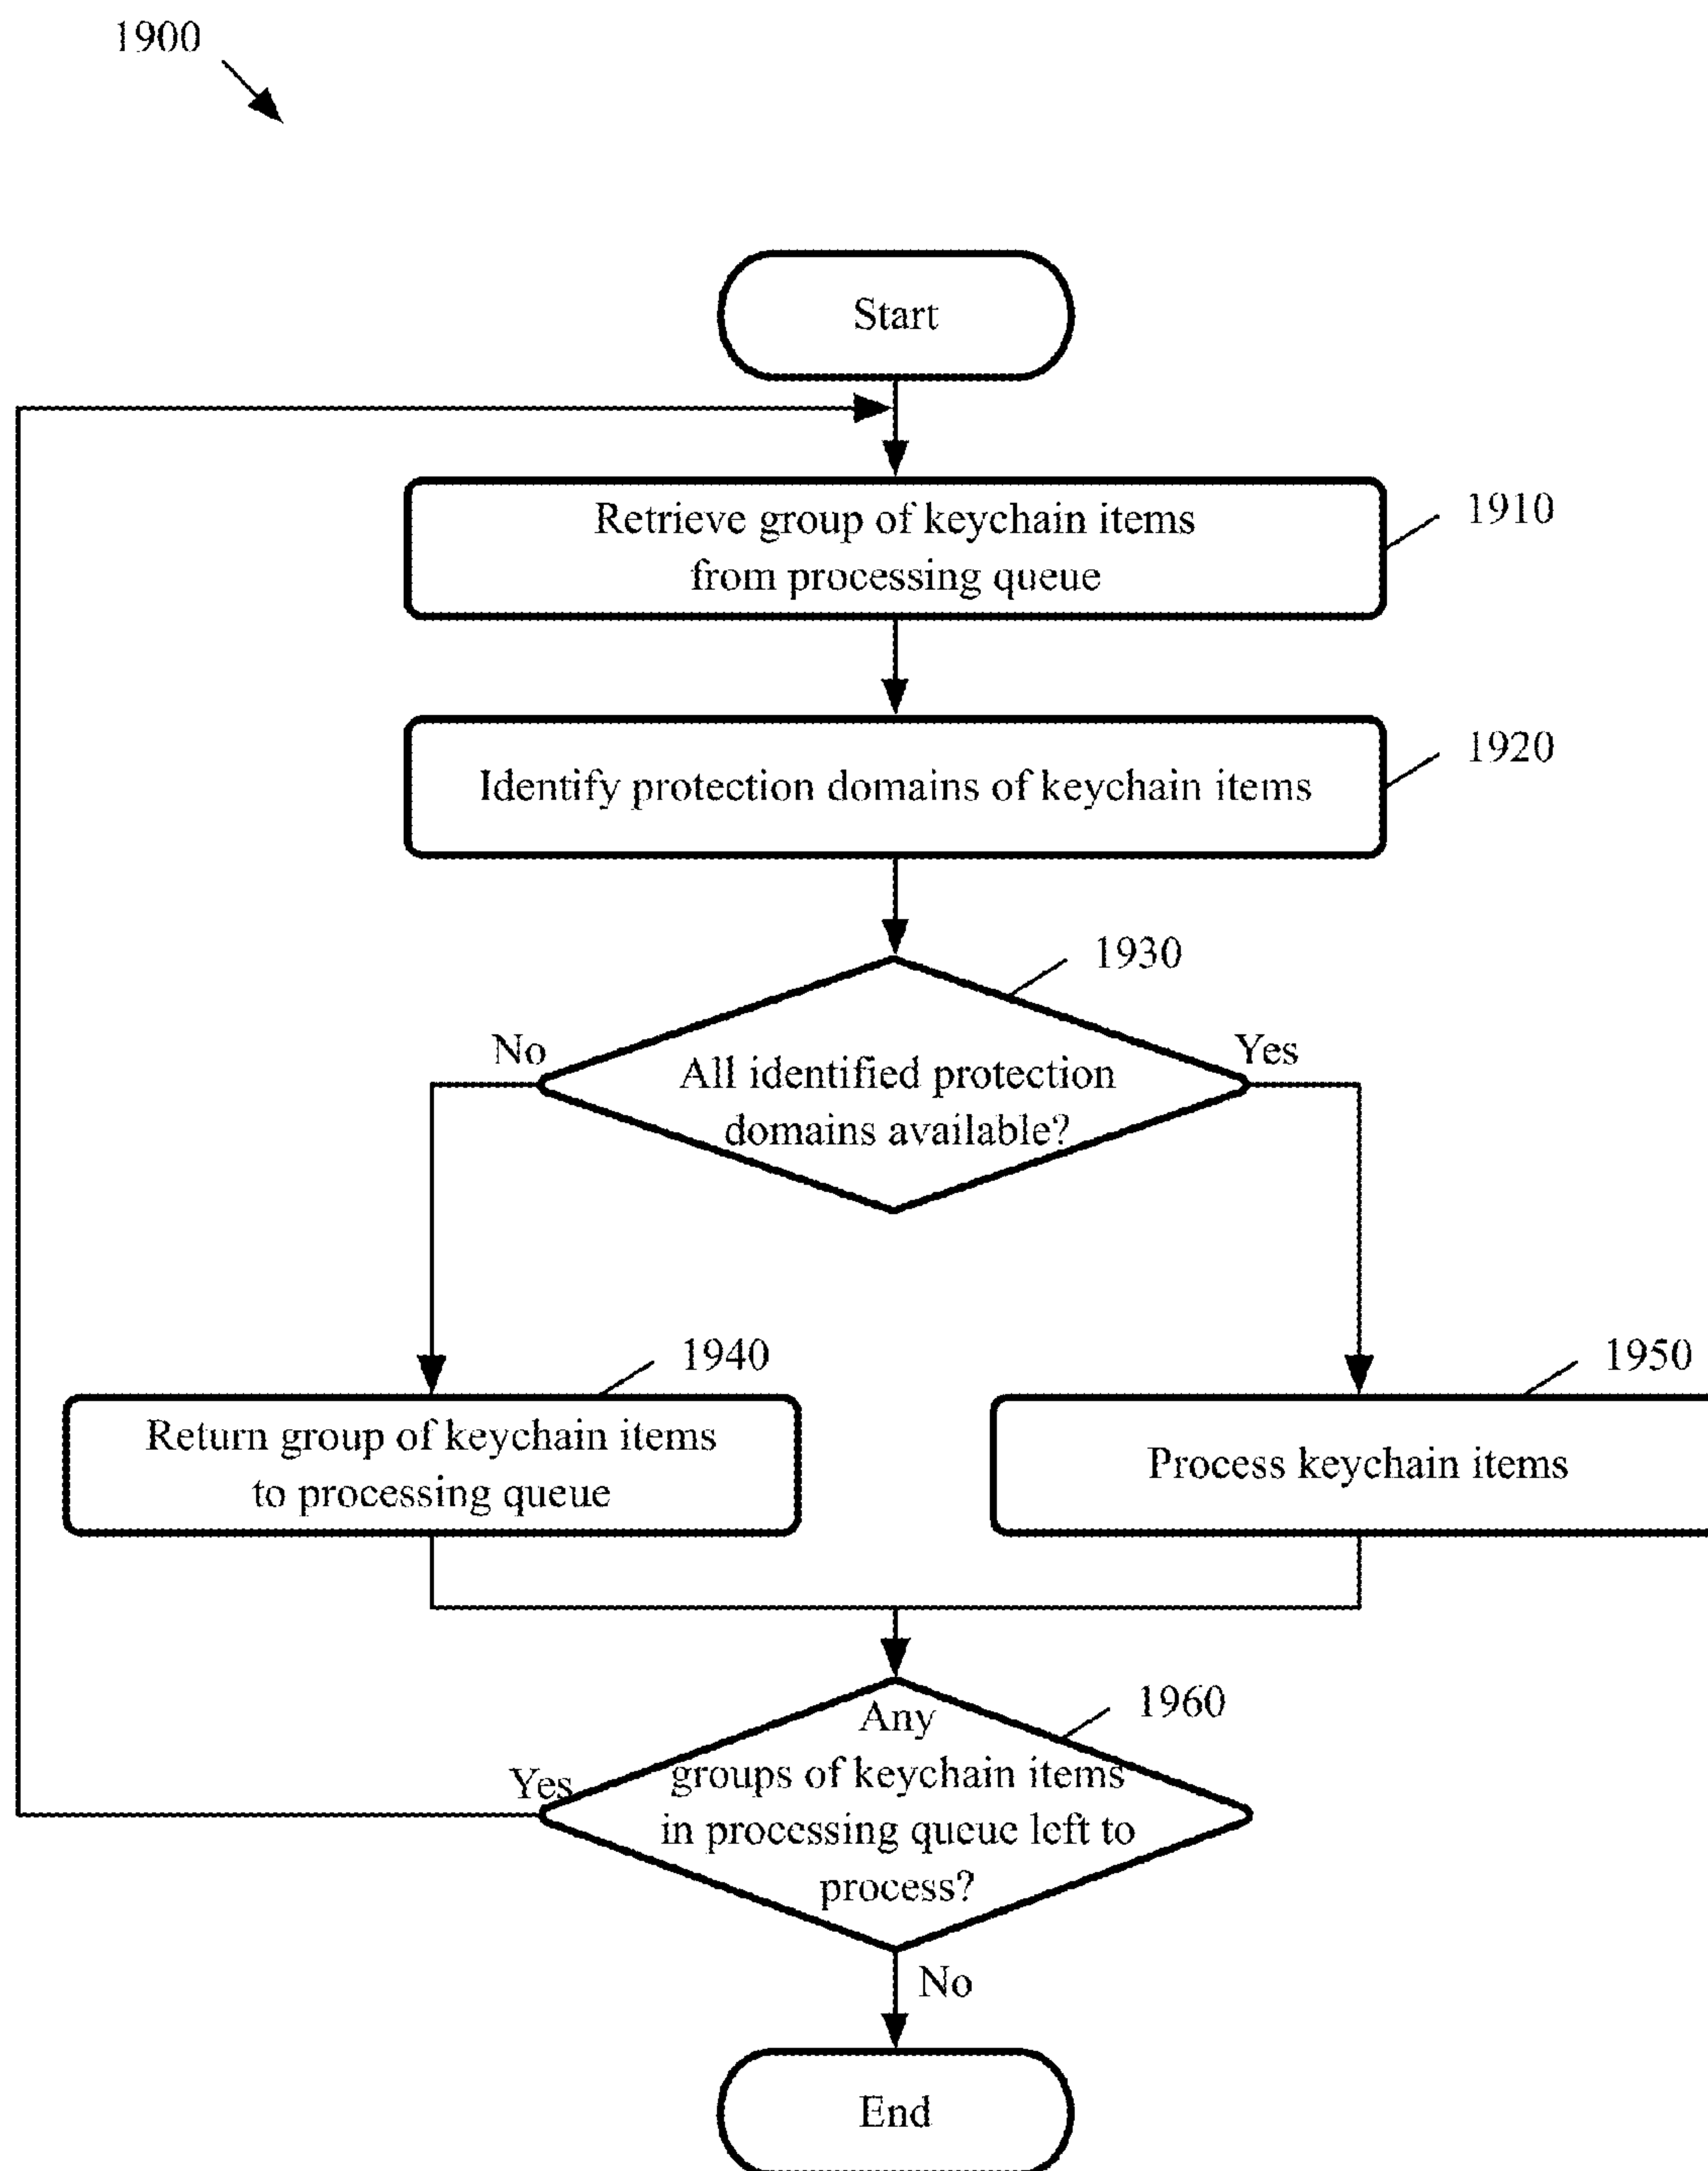 1900
Start
Retrieve group of keychain items
from processing queue
1910
Identify protection domains of keychain items
1920
1930
No
Yes
All identified protection
domains available?
1940
1950
Return group of keychain items
to processing queue
Process keychain items
1960
Any
groups of keychain items
in processing queue left to
process?
Yes
No
End